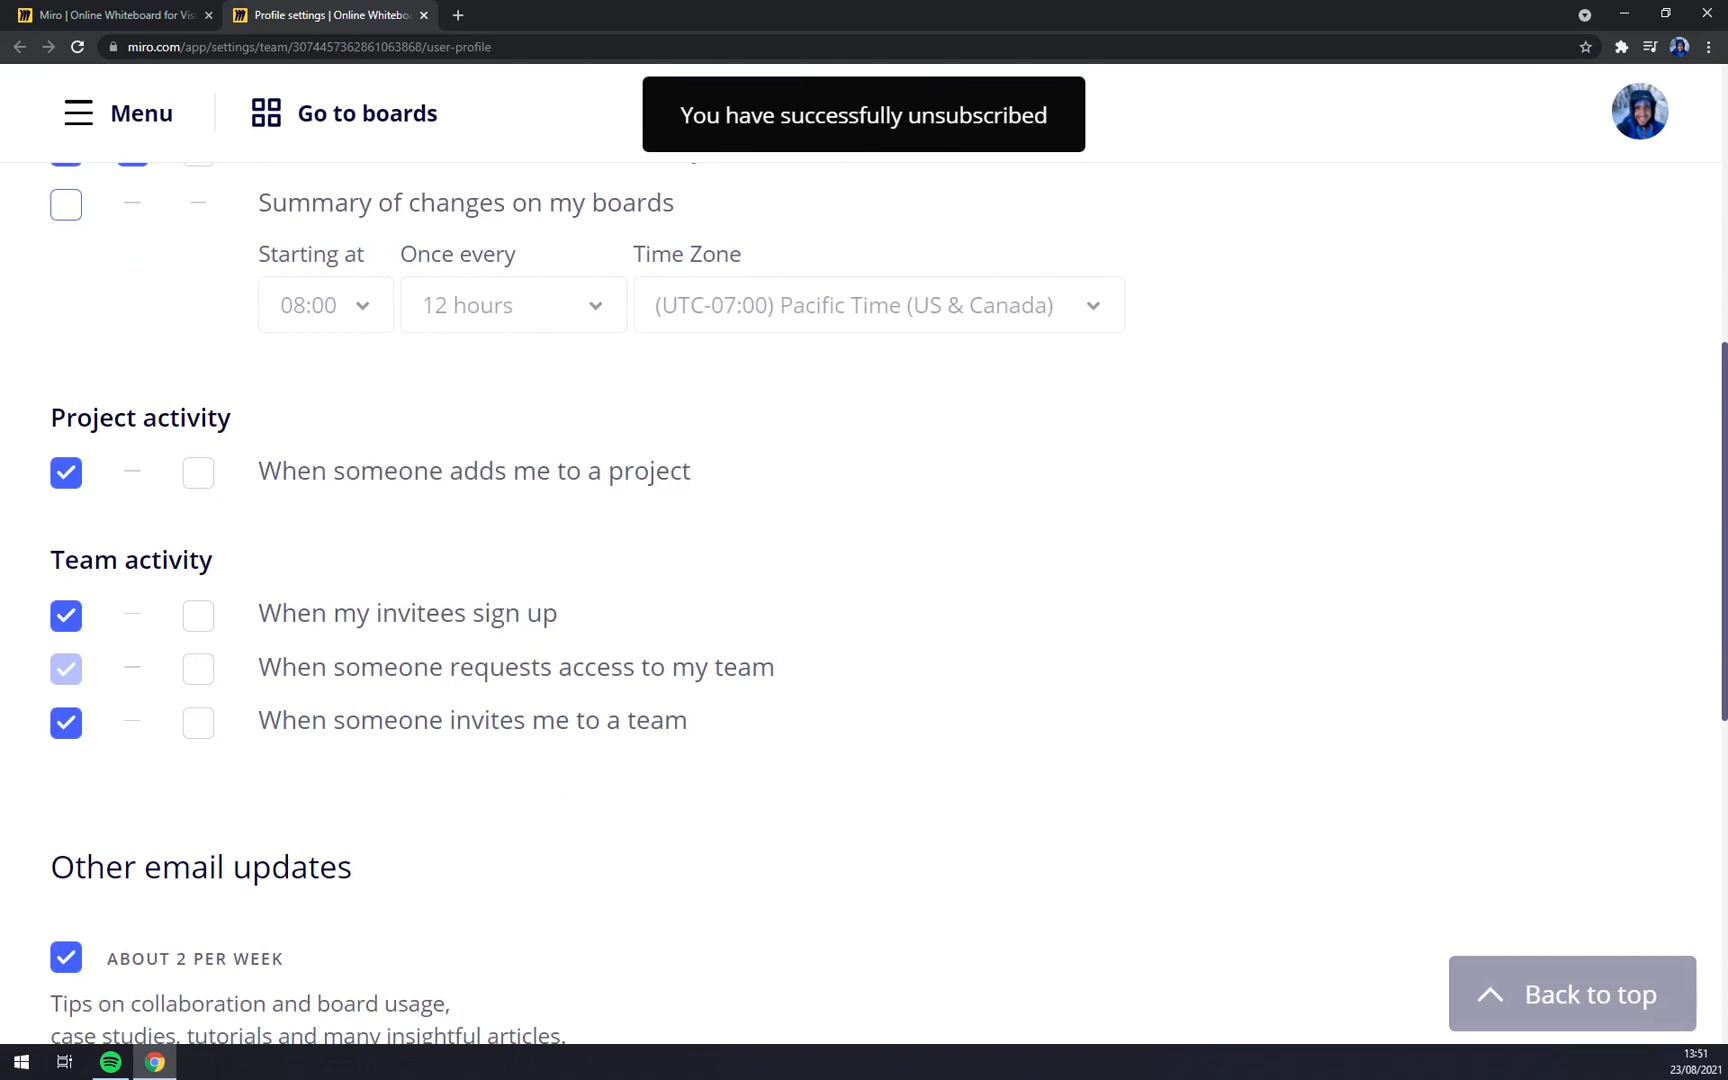 Miro | Online Whiteboard for Vis
Profile settings | Online Whitebo
miro.com/app/settings/team/3074457362861063868/user-profile
Menu
Go to boards
You have successfully unsubscribed
Summary of changes on my boards
Starting at Once every Time Zone
08:00 12 hours (UTC-07:00) Pacific Time (US & Canada)
Project activity
When someone adds me to a project
Team activity
When my invitees sign up
When someone requests access to my team
When someone invites me to a team
Other email updates
ABOUT 2 PER WEEK
Tips on collaboration and board usage,
case studies, tutorials and many insightful articles.
Back to top
13:51
23/08/2021